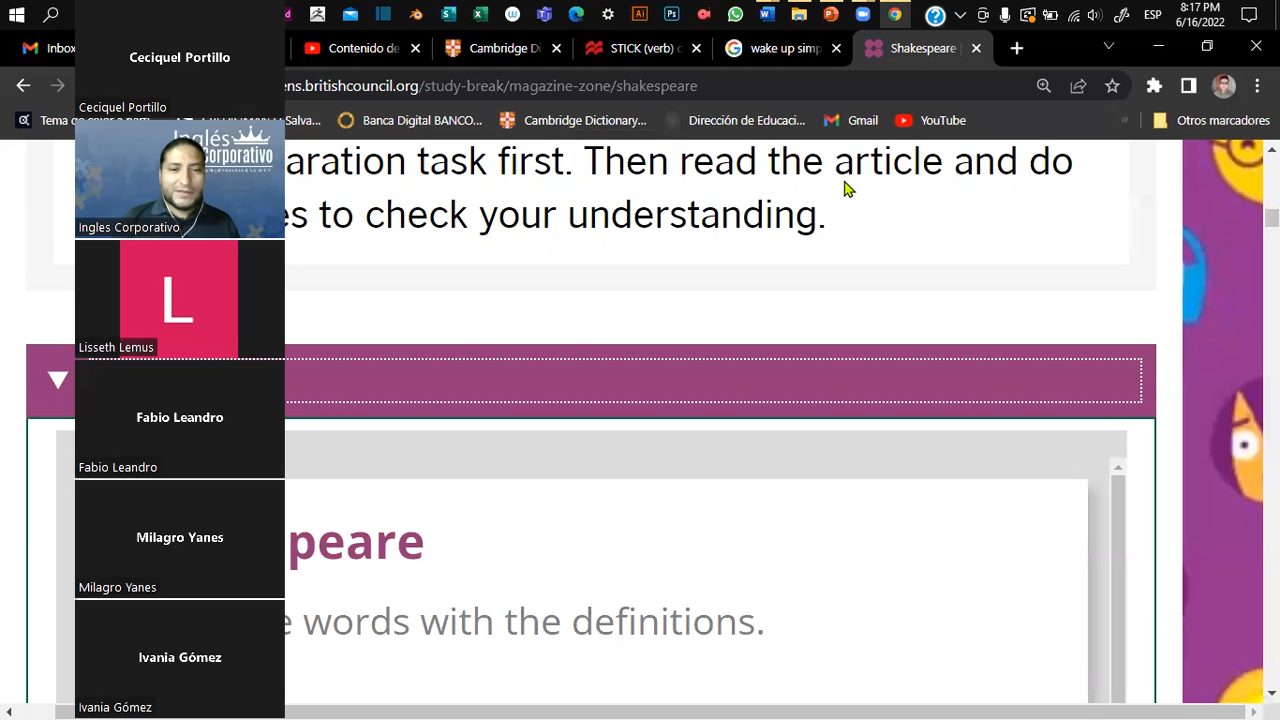 8:17 PM
ESP
6/16/2022
Inbox
Contenido de
Cambridge Di
STICK (verb) c
wake up simp
Shakespeare
ens.britishcouncil.org/study-break/magazine-zone/shakespeare
Banca Digital BANCO...
Cambridge Dictionary...
Dirección de Educaci...
Gmail
YouTube
Otros marcadores
Ceciquel Portillo
Ceciquel Portillo
Inglés
Corporativo
Ingles Corporativo
L
Lisseth Lemus
Fabio Leandro
Fabio Leandro
Milagro Yanes
Milagro Yanes
Ivania Gómez
Ivania Gómez
aration task first. Then read the article and do
es to check your understanding.
peare
e words with the definitions.